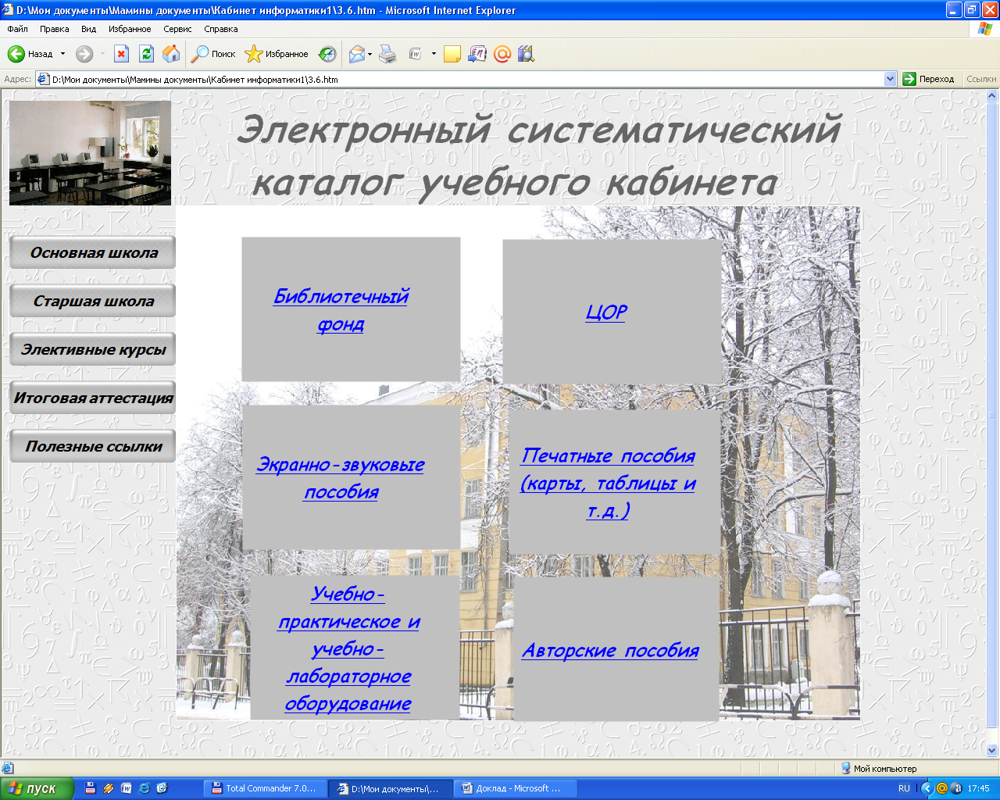 D:\Мои документы\Мамины документы\Кабинет информатики1\3.6.htm - Microsoft Internet Explorer
Файл Правка Вид Избранное Сервис Справка
Назад Поиск Избранное
Адрес: D:\Мои документы\Мамины документы\Кабинет информатики1\3.6.htm Переход Ссылки
Электронный систематический
каталог учебного кабинета
Основная школа
Старшая школа
Элективные курсы
Итоговая аттестация
Полезные ссылки
Библиотечный
фонд
ЦОР
Экранно-звуковые
пособия
Печатные пособия
(карты, таблицы и
т.д.)
Учебно-
практическое и
учебно-
лабораторное
оборудование
Авторские пособия
Мой компьютер
пуск Total Commander 7.0... D:\Мои документы\... Доклад - Microsoft ... RU 17:45